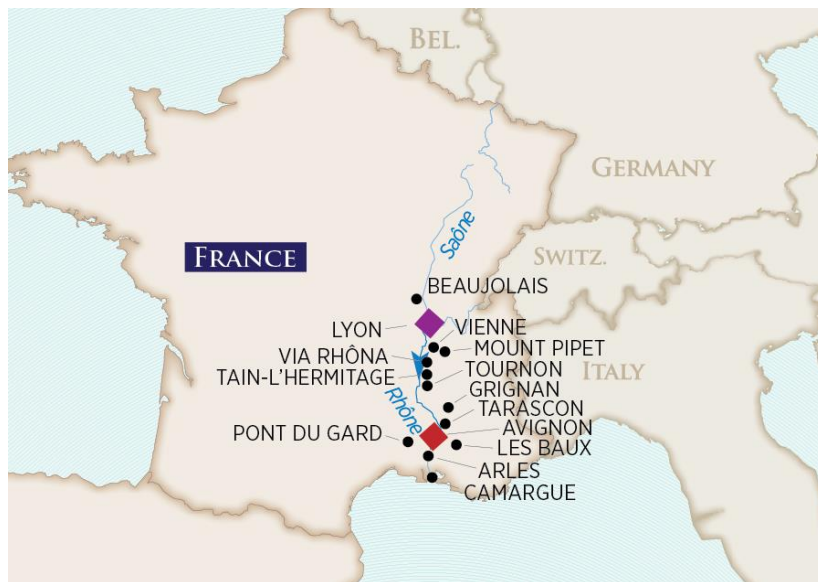 BEL.
GERMANY
Saône
SWITZ.
FRANCE
BEAUJOLAIS
LYON
VIENNE
MOUNT PIPET
VIA RHÔNA
TOURNON
ITALY
TAIN-L'HERMITAGE
GRIGNAN
Rhône
TARASCON
AVIGNON
PONT DU GARD
LES BAUX
ARLES
CAMARGUE